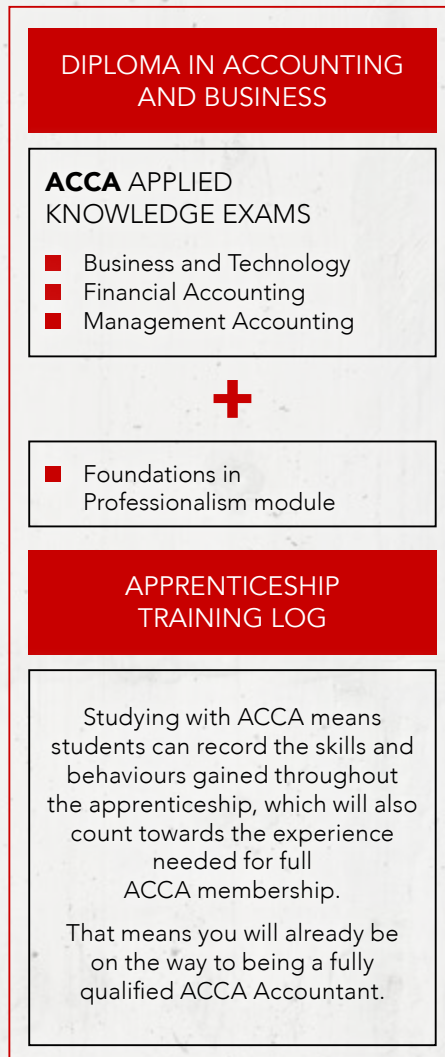 DIPLOMA IN ACCOUNTING
AND BUSINESS
ACCA APPLIED
KNOWLEDGE EXAMS
Business and Technology
Financial Accounting
Management Accounting
+
Foundations in
Professionalism module
APPRENTICESHIP
TRAINING LOG
Studying with ACCA means
students can record the skills and
behaviours gained throughout
the apprenticeship, which will also
count towards the experience
needed for full
ACCA membership.
That means you will already be
on the way to being a fully
qualified ACCA Accountant.